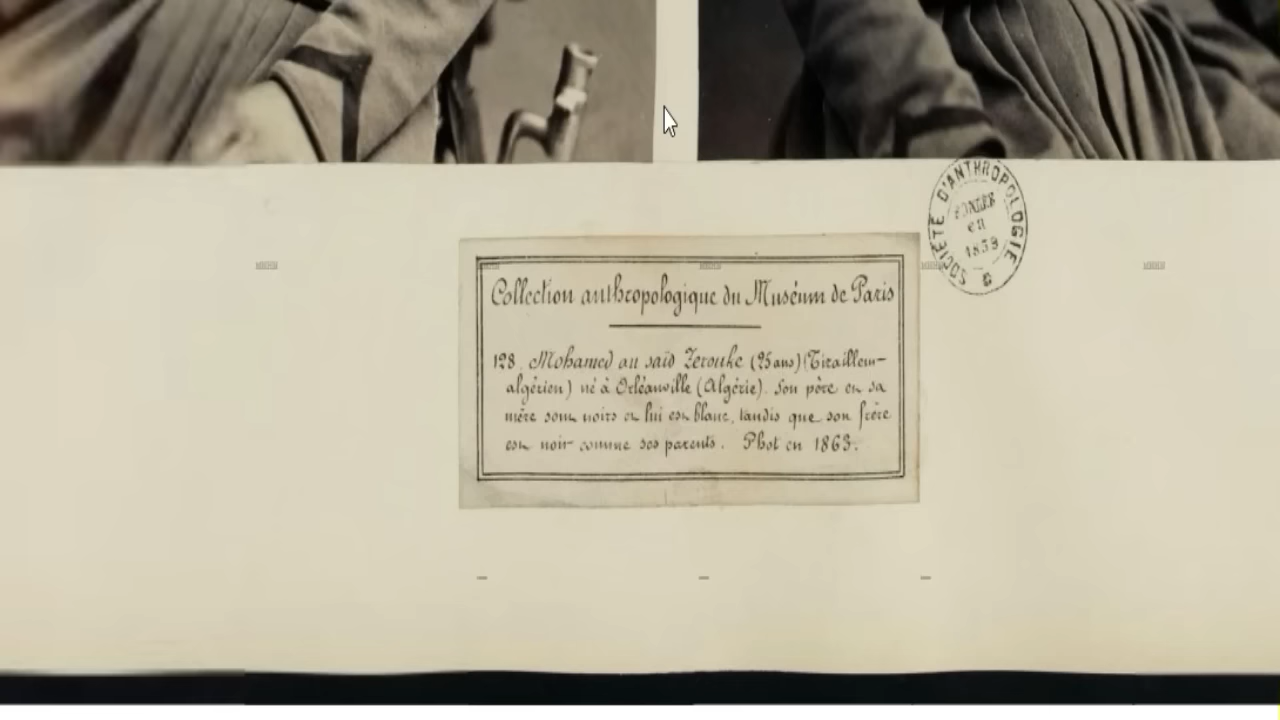 SOCIÉTÉ D'ANTHROPOLOGIE
FONDÉE
en
1859
Collection anthropologique du Muséum de Paris
128. Mohamed au saïd Zerouke (25 ans) (Tirailleur
algérien) né à Orléanville (Algérie). Son père et sa
mère sont noirs et lui est blanc, tandis que son frère
est noir comme ses parents. Phot en 1863.